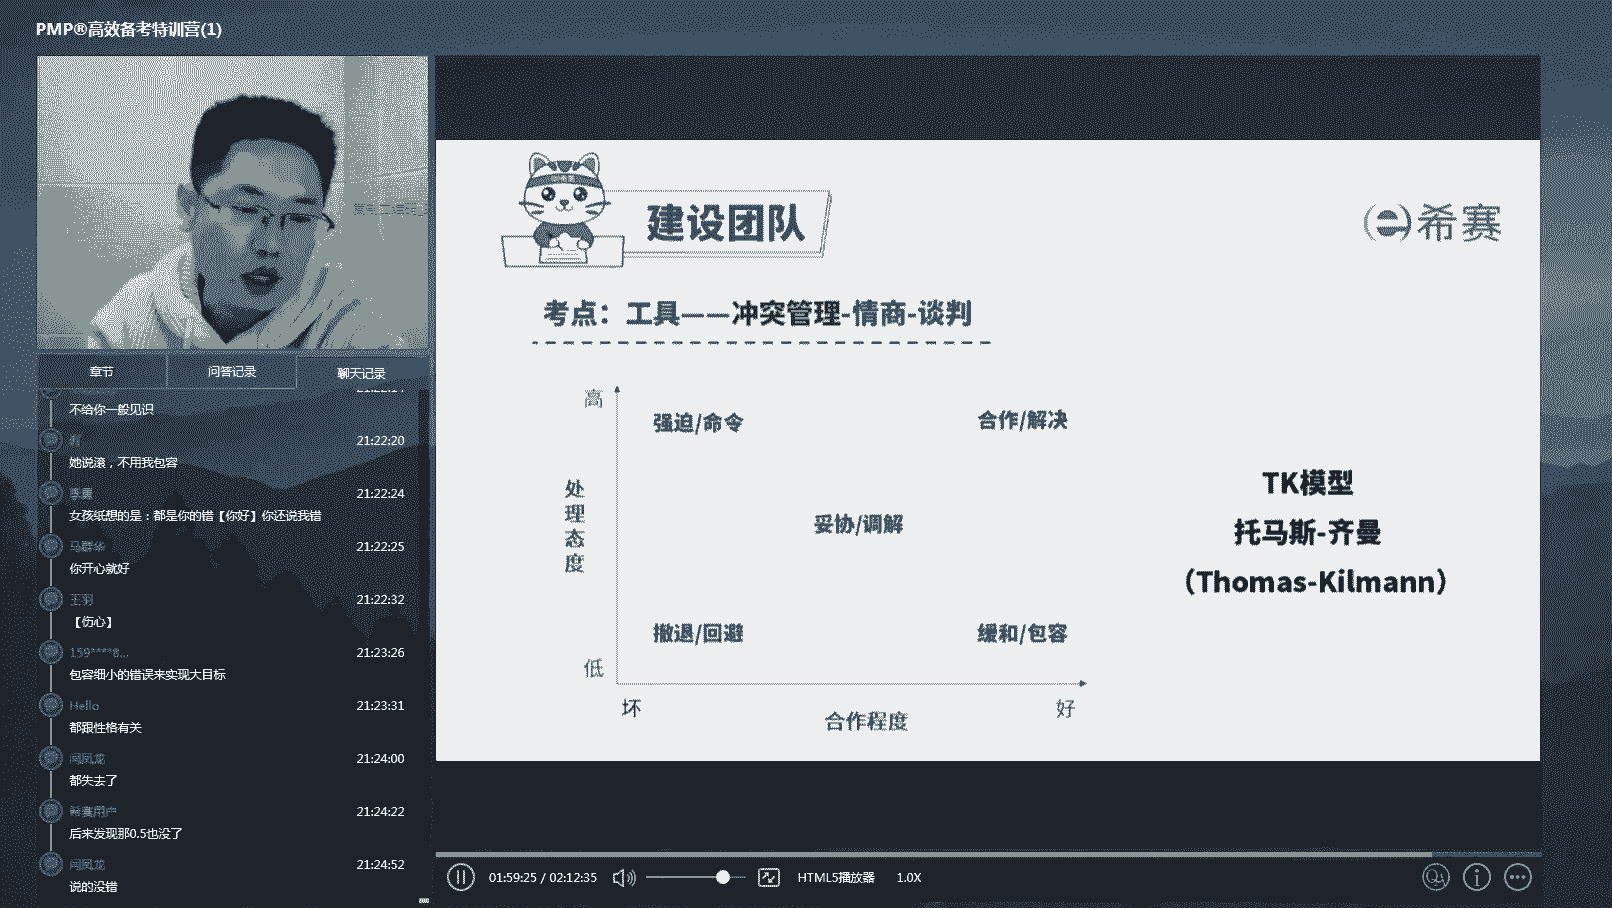 PMP®高效备考特训营(1)
章节
问答记录
聊天记录
不给你一般见识
21:22:20
她说滚，不用我包容
李勇
21:22:24
女孩纸想的是：都是你的错【你好】你还说我错
马群华
21:22:25
你开心就好
王羽
21:22:32
【伤心】
159****8...
21:23:26
包容细小的错误来实现大目标
Hello
21:23:31
都跟性格有关
闯凤龙
21:24:00
都失去了
希赛用户
21:24:22
后来发现那0.5也没了
闯凤龙
21:24:52
说的没错
建设团队
希赛
考点：工具——冲突管理-情商-谈判
高
强迫/命令
合作/解决
处理态度
妥协/调解
撤退/回避
缓和/包容
低
坏
合作程度
好
TK模型
托马斯-齐曼
（Thomas-Kilmann）
01:59:25 / 02:12:35
HTML5播放器
1.0X